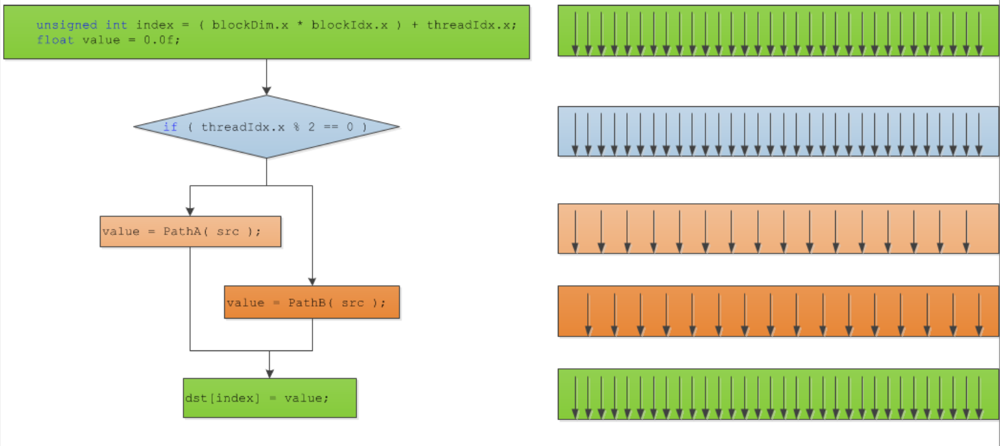 unsigned int index = ( blockDim.x * blockIdx.x ) + threadIdx.x;
float value = 0.0f;
if ( threadIdx.x % 2 == 0 )
value = PathA( src );
value = PathB( src );
dst[index] = value;